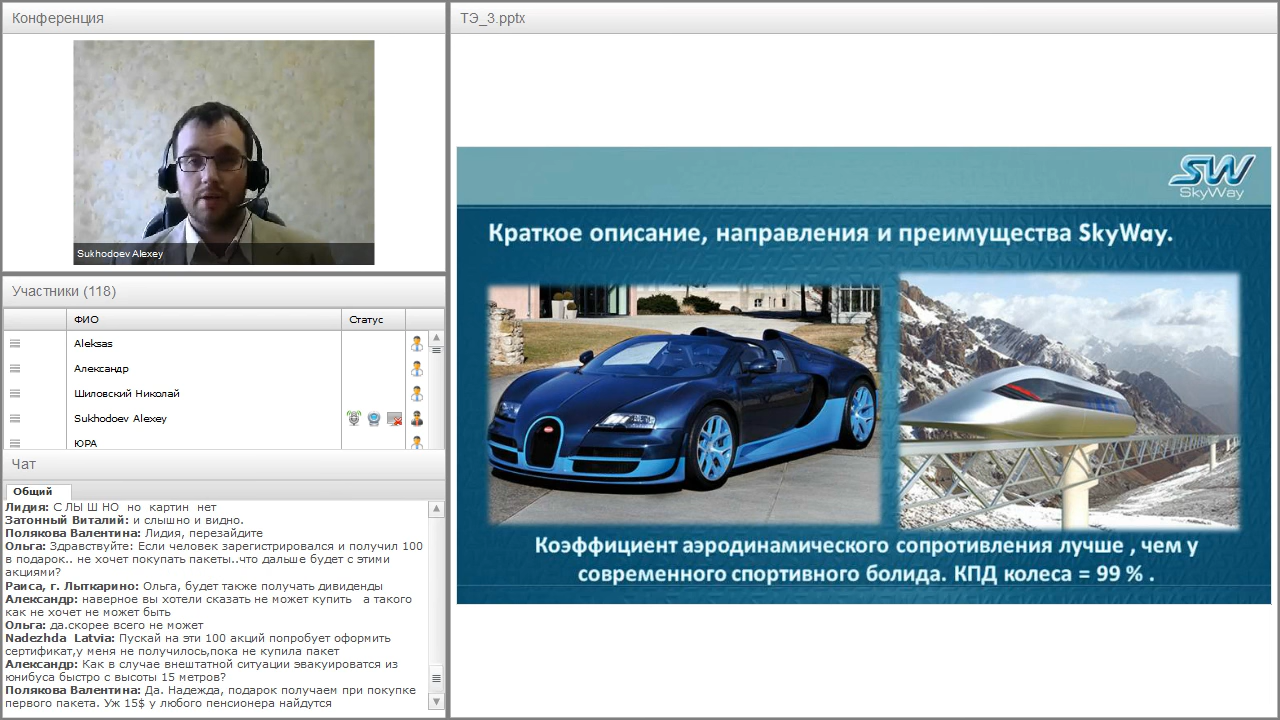 Конференция
Sukhodoev Alexey
Участники (118)
ФИО
Статус
Aleksas
Александр
Шиловский Николай
Sukhodoev Alexey
ЮРА
Чат
Общий
Лидия: С ЛЫ Ш НО, но картин нет
Затонный Виталий: и слышно и видно.
Полякова Валентина: Лидия, перезайдите
Ольга: Здравствуйте: Если человек зарегистрировался и получил 100
в подарок.. не хочет покупать пакеты..что дальше будет с этими
акциями?
Раиса, г. Лыткарино: Ольга, будет также получать дивиденды
Александр: наверное вы хотели сказать не может купить а такого
как не хочет не может быть
Ольга: да.скорее всего не может
Nadezhda Latvia: Пускай на эти 100 акций попробует оформить
сертификат,у меня не получилось,пока не купила пакет
Александр: Как в случае внештатной ситуации эвакуироватся из
юнибуса быстро с высоты 15 метров?
Полякова Валентина: Да. Надежда, подарок получаем при покупке
первого пакета. Уж 15$ у любого пенсионера найдутся
ТЭ_3.pptx
SW
SkyWay
Краткое описание, направления и преимущества SkyWay.
Коэффициент аэродинамического сопротивления лучше , чем у
современного спортивного болида. КПД колеса = 99 % .